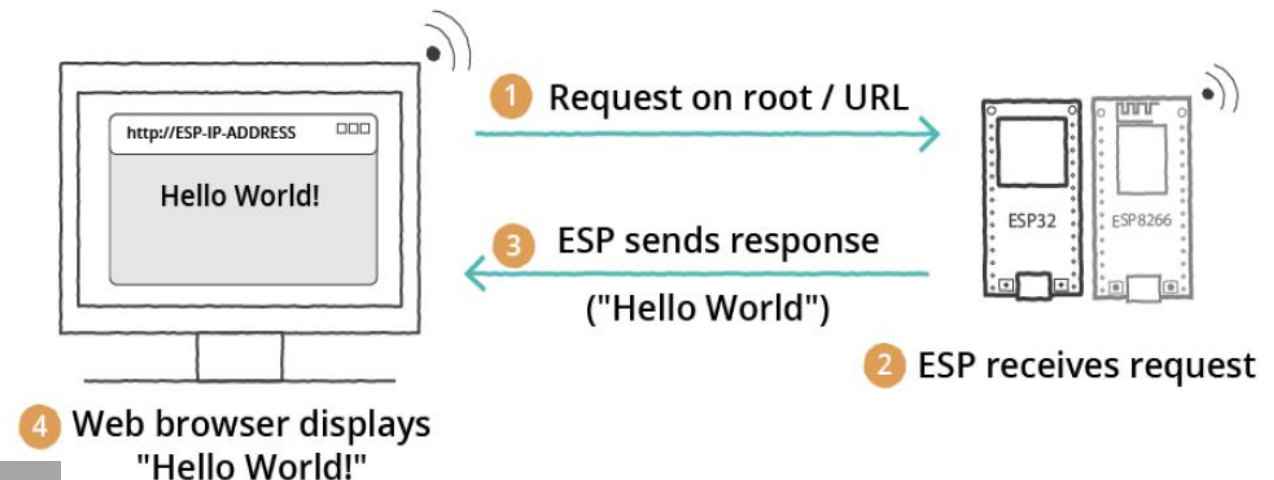 http://ESP-IP-ADDRESS
Hello World!
1 Request on root / URL
3 ESP sends response
("Hello World")
ESP32
ESP8266
2 ESP receives request
4 Web browser displays
"Hello World!"